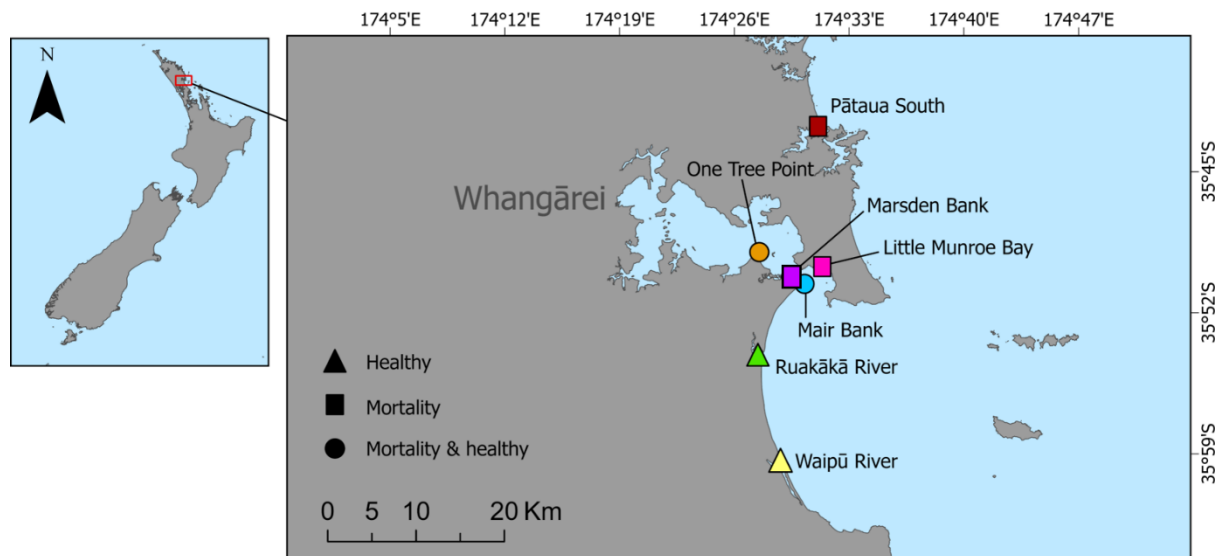 174°5'E 174°12'E 174°19'E 174°26'E 174°33'E 174°40'E 174°47'E
N
Pātaua South
One Tree Point
35°45'S
Whangārei
Marsden Bank
Little Munroe Bay
35°52'S
Mair Bank
Healthy
Ruakākā River
Mortality
Mortality & healthy
35°59'S
Waipū River
0 5 10 20 Km